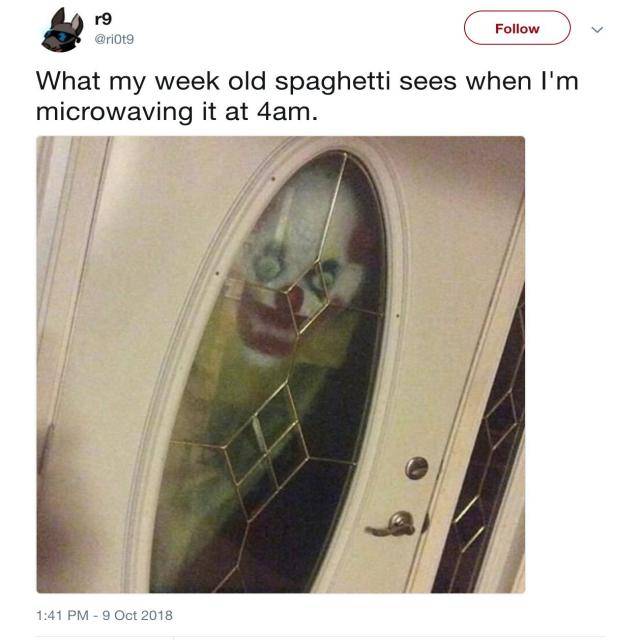 r9
@ri0t9
Follow
What my week old spaghetti sees when I'm
microwaving it at 4am.
1:41 PM - 9 Oct 2018